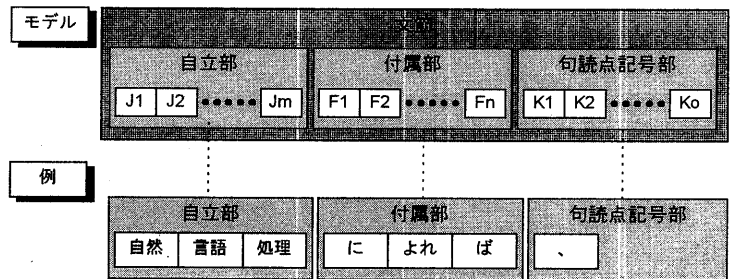 モデル
文節
自立部 付属部 句読点記号部
J1 J2 ••••• Jm F1 F2 ••••• Fn K1 K2 ••••• Ko
例
自立部 付属部 句読点記号部
自然 言語 処理 に よれ ば 、